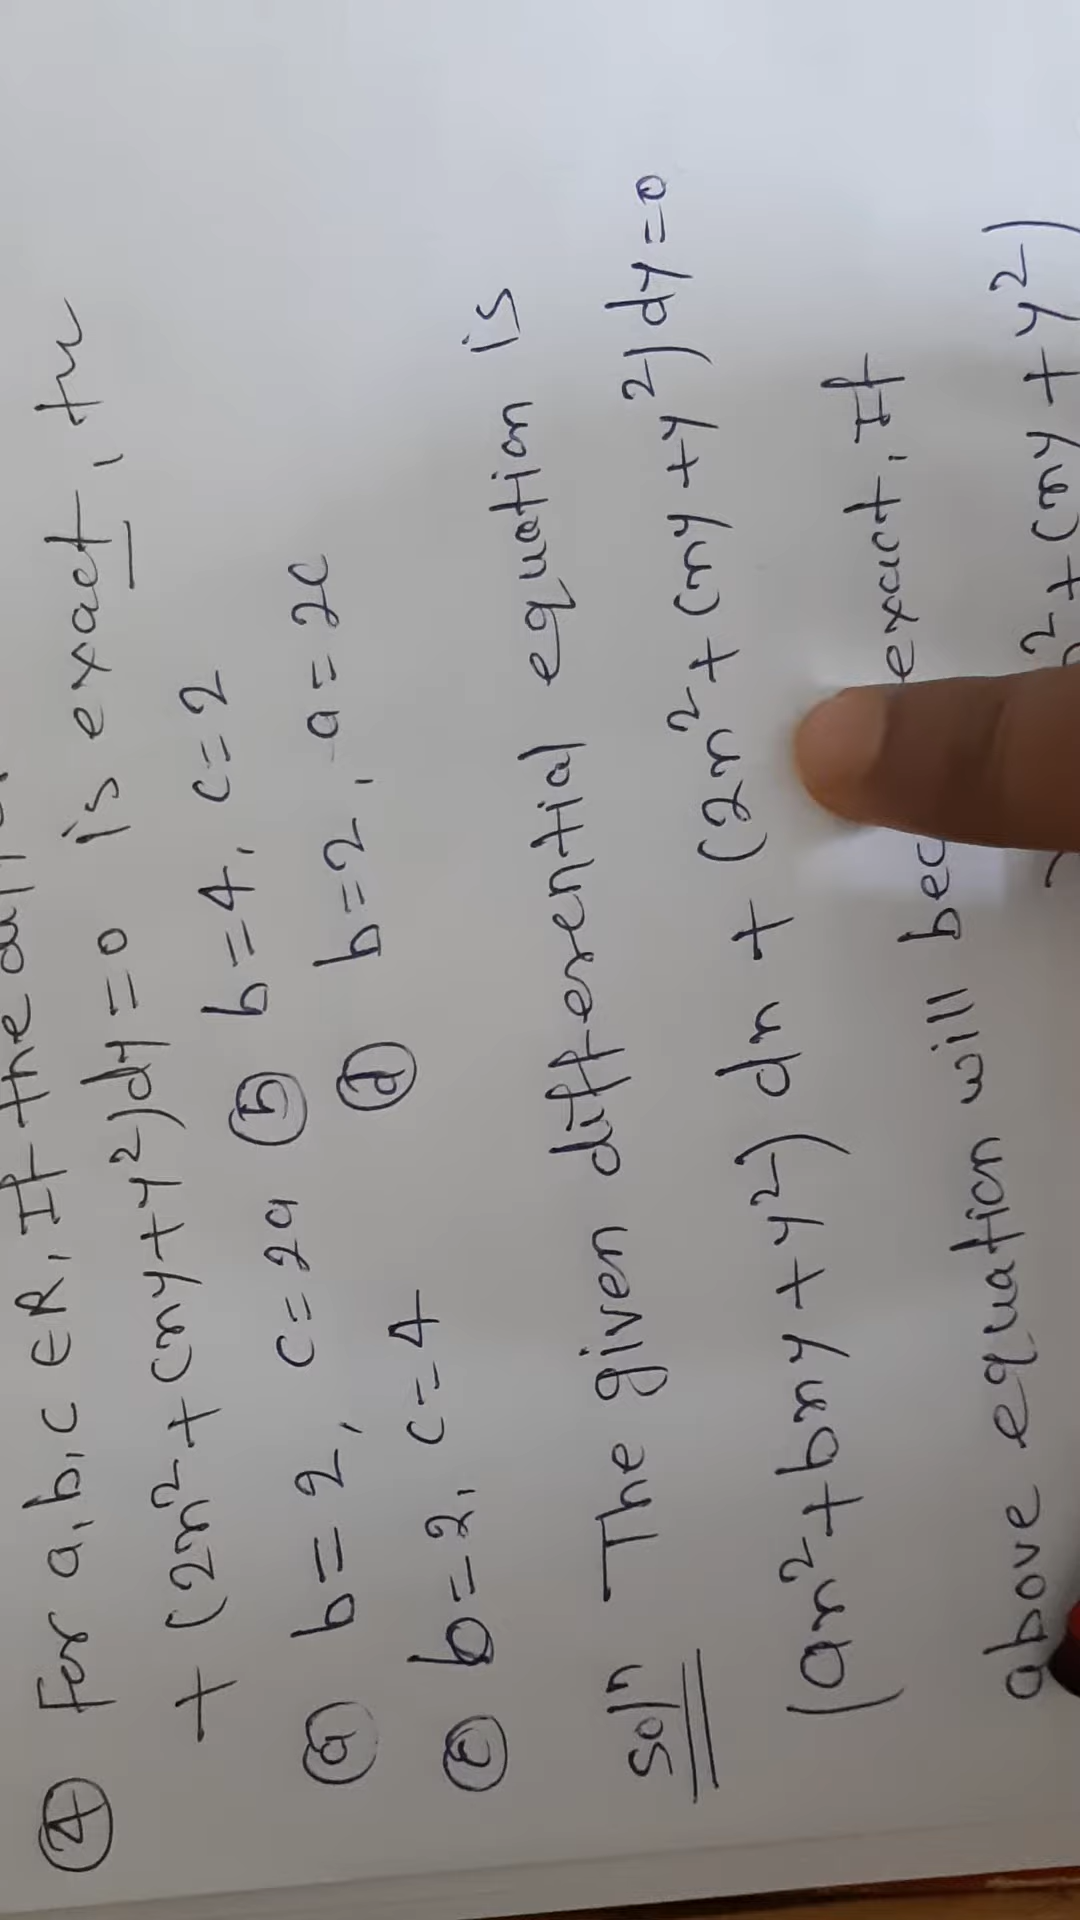 ④ For a, b, c ∈ R, If the
+ (2x² + cxy + y²)dy = 0 is exact, the
ⓐ b = 2, c = 2a ⓑ b = 4, c = 2
ⓒ b = 2, c = 4 ⓓ b = 2, a = 2c
Solⁿ The given differential equation is
(ax² + bxy + y²) dx + (2x² + cxy + y²) dy = 0
above equation will exact, If
² + cxy + y²)